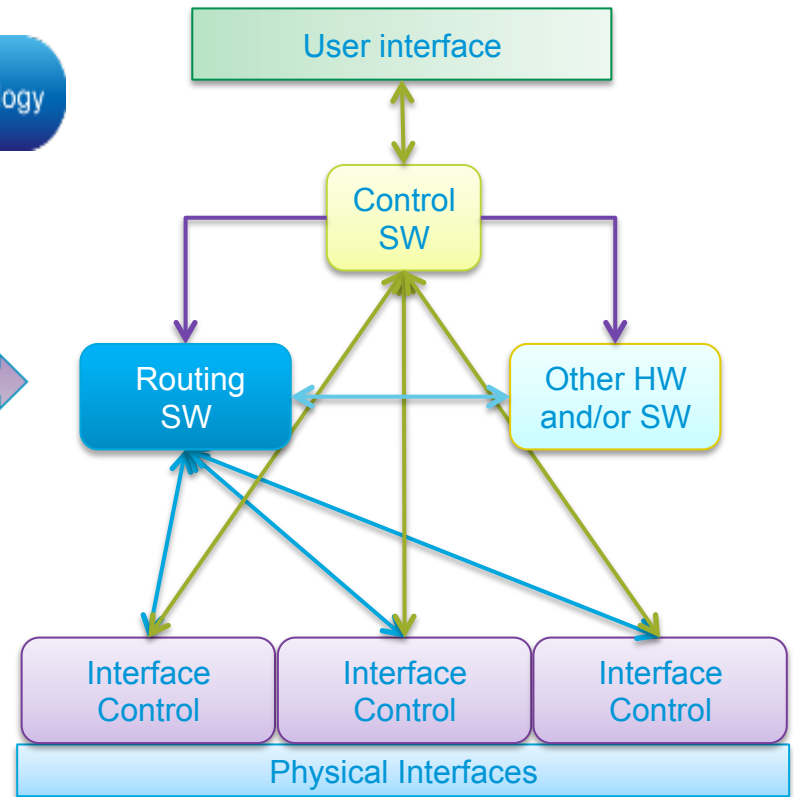 User interface
logy
Control
SW
Routing
SW
Other HW
and/or SW
Interface
Control
Interface
Control
Interface
Control
Physical Interfaces